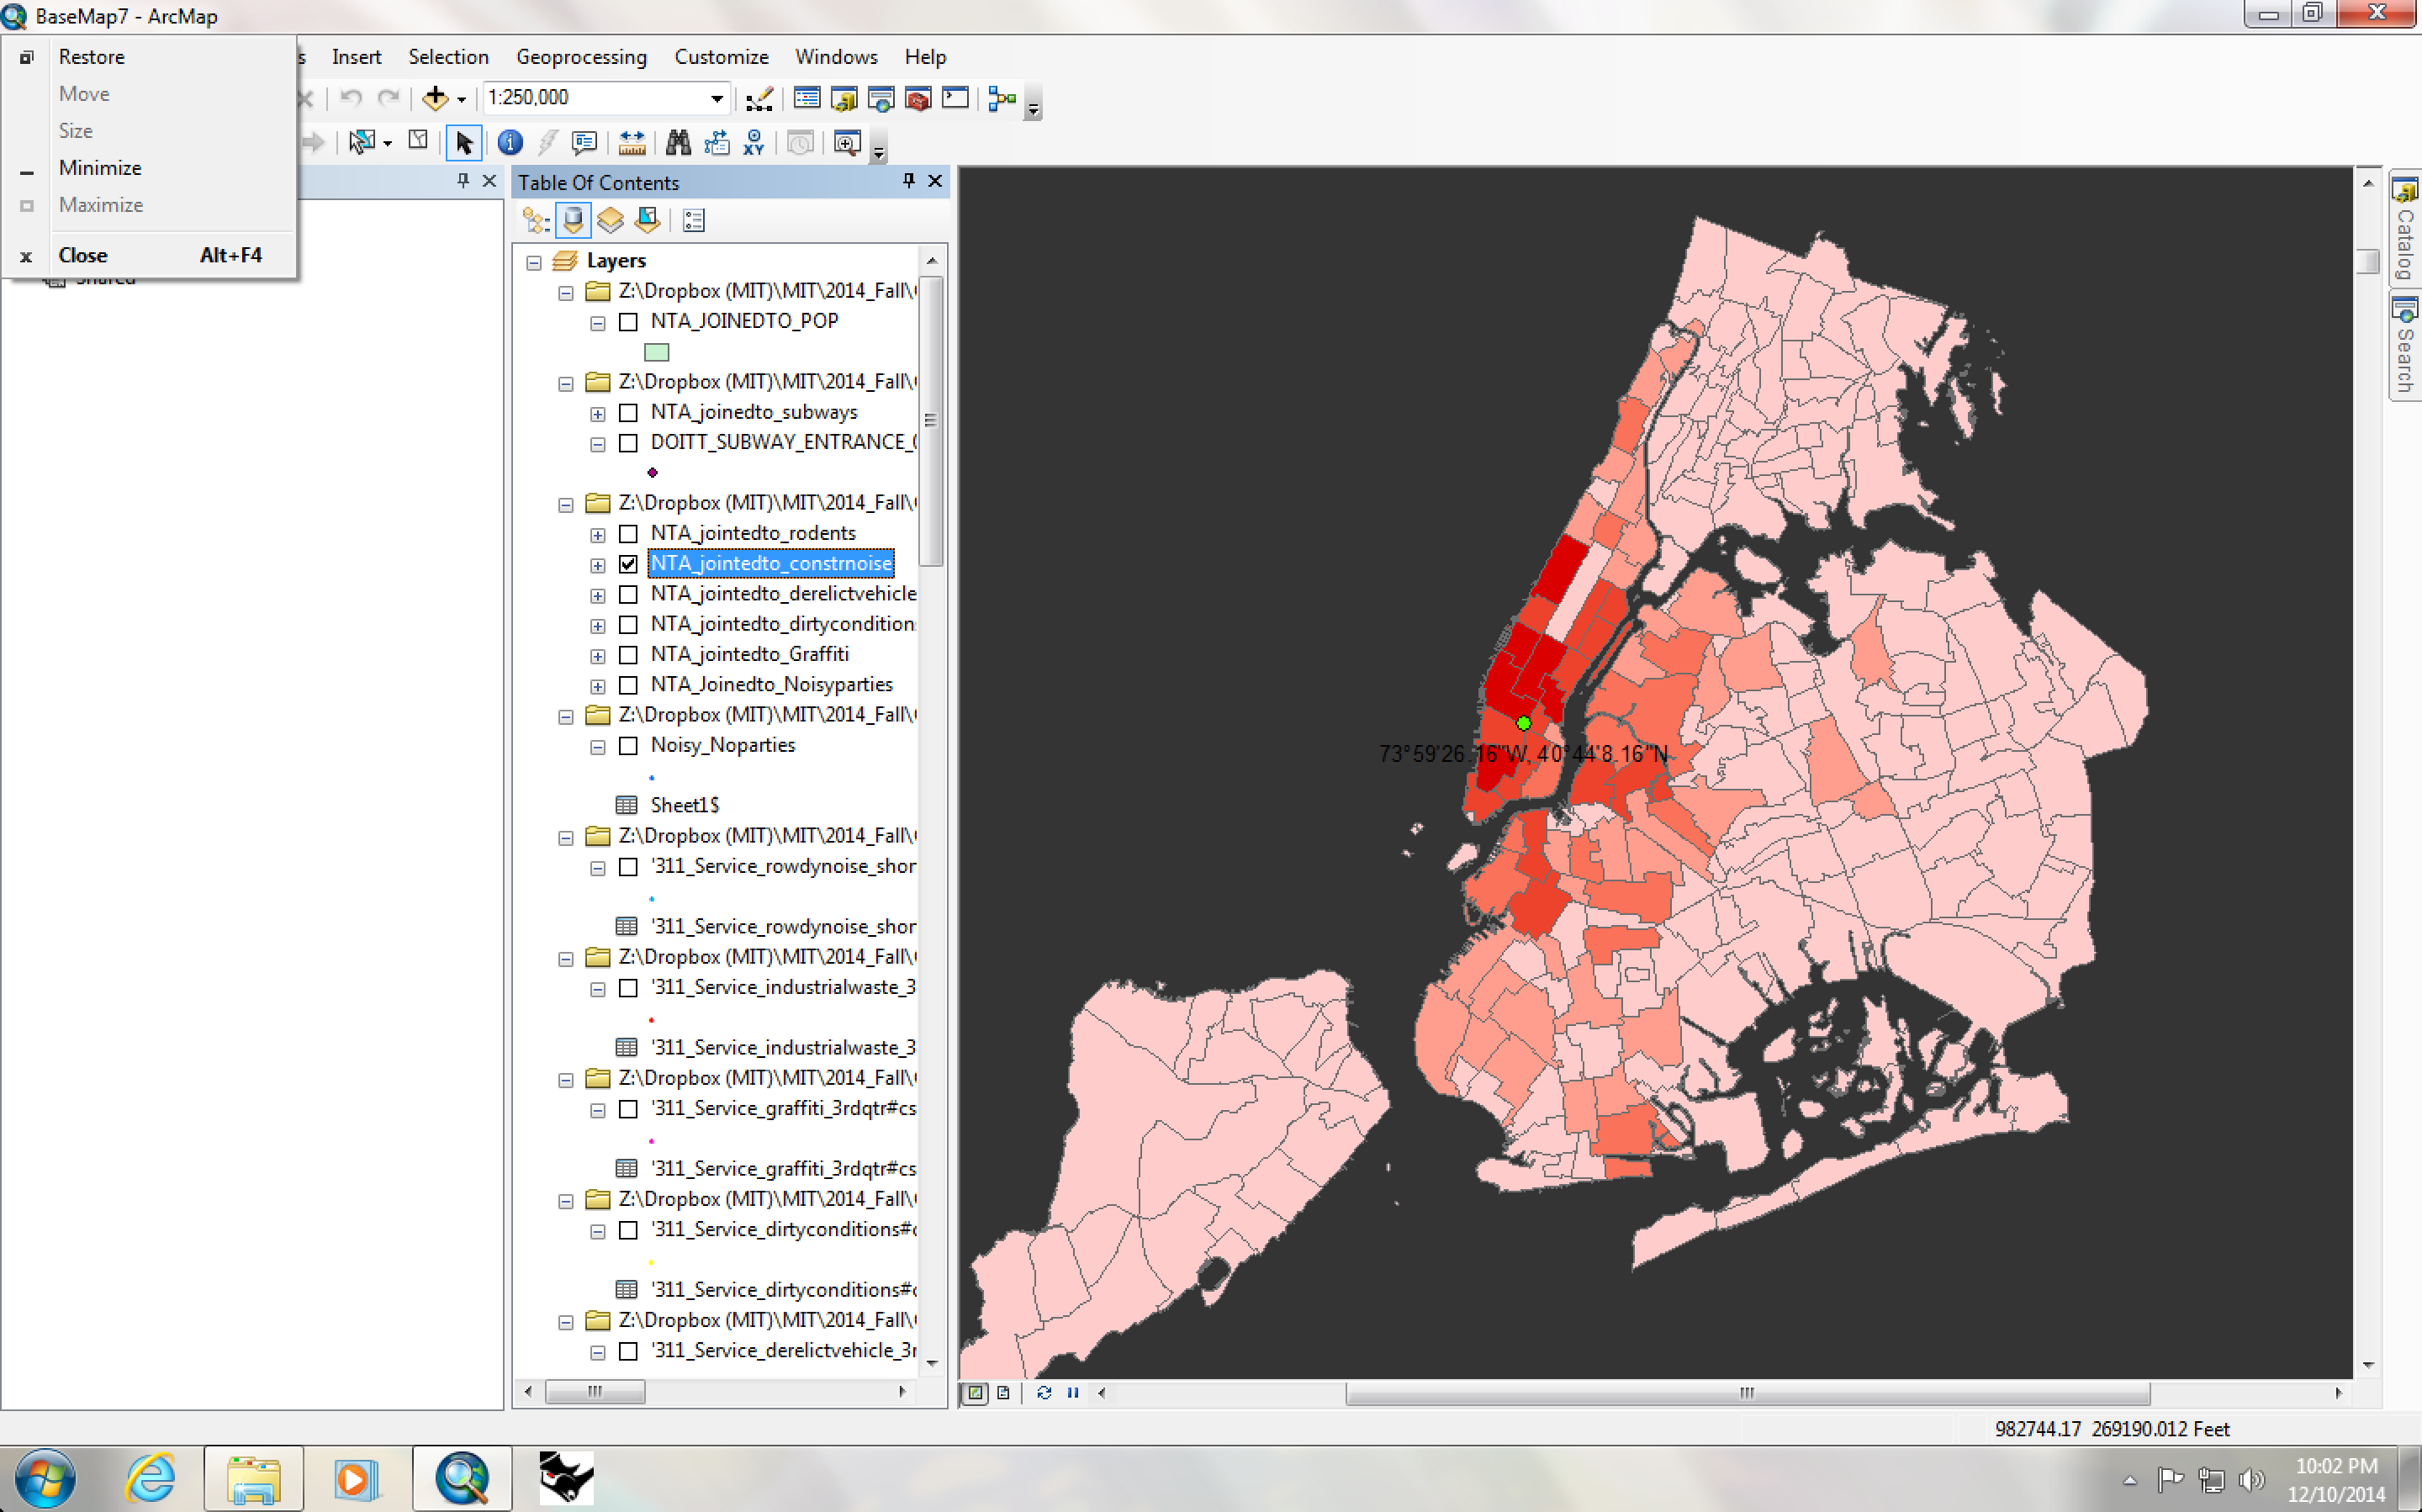 BaseMap7 - ArcMap
Restore
Move
Size
Minimize
Maximize
Close Alt+F4
s Insert Selection Geoprocessing Customize Windows Help
1:250,000
Table Of Contents
Layers
Z:\Dropbox (MIT)\MIT\2014_Fall\
NTA_JOINEDTO_POP
Z:\Dropbox (MIT)\MIT\2014_Fall\
NTA_joinedto_subways
DOITT_SUBWAY_ENTRANCE_
Z:\Dropbox (MIT)\MIT\2014_Fall\
NTA_jointedto_rodents
NTA_jointedto_constrnoise
NTA_jointedto_derelictvehicle
NTA_jointedto_dirtycondition
NTA_jointedto_Graffiti
NTA_Joinedto_Noisyparties
Z:\Dropbox (MIT)\MIT\2014_Fall\
Noisy_Noparties
Sheet1$
Z:\Dropbox (MIT)\MIT\2014_Fall\
'311_Service_rowdynoise_shor
'311_Service_rowdynoise_shor
Z:\Dropbox (MIT)\MIT\2014_Fall\
'311_Service_industrialwaste_3
'311_Service_industrialwaste_3
Z:\Dropbox (MIT)\MIT\2014_Fall\
'311_Service_graffiti_3rdqtr#cs
'311_Service_graffiti_3rdqtr#cs
Z:\Dropbox (MIT)\MIT\2014_Fall\
'311_Service_dirtyconditions#c
'311_Service_dirtyconditions#c
Z:\Dropbox (MIT)\MIT\2014_Fall\
'311_Service_derelictvehicle_3r
73°59'26.16"W, 40°44'8.16"N
Catalog
Search
982744.17 269190.012 Feet
10:02 PM
12/10/2014